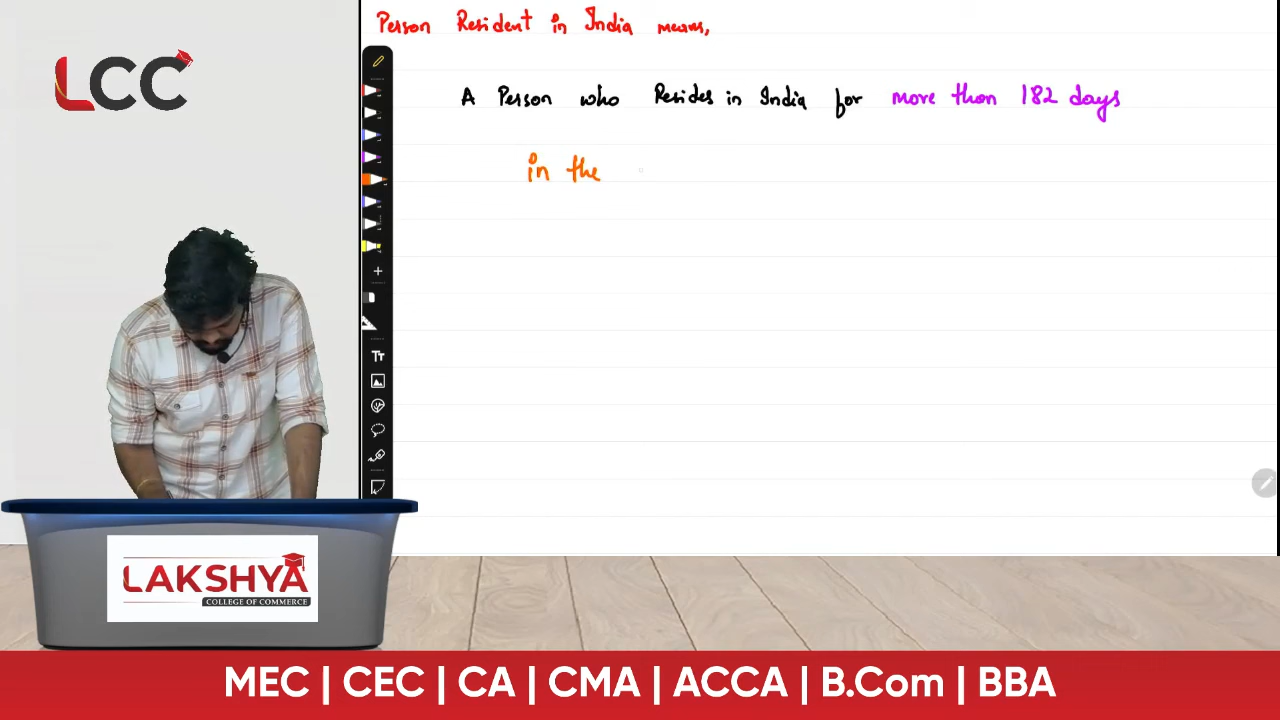 Person Resident in India means,
LCC
A Person who Resides in India for more than 182 days
in the
TT
LAKSHYA
COLLEGE OF COMMERCE
MEC | CEC | CA | CMA | ACCA | B.Com | BBA